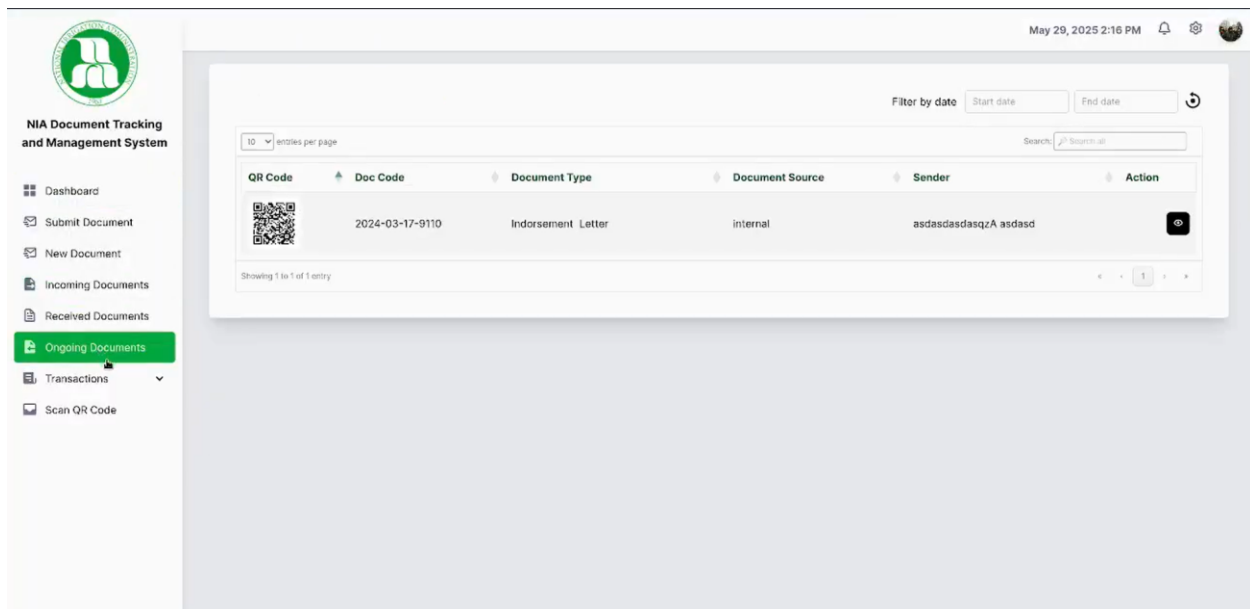 NATIONAL IRRIGATION ADMINISTRATION
NIA Document Tracking
and Management System
Dashboard
Submit Document
New Document
Incoming Documents
Received Documents
Ongoing Documents
Transactions
Scan QR Code
May 29, 2025 2:16 PM
Filter by date Start date End date
10 entries per page
Search: Search all
QR Code Doc Code Document Type Document Source Sender Action
2024-03-17-9110 Indorsement Letter internal asdasdasdasqzA asdasd
Showing 1 to 1 of 1 entry
« ‹ 1 › »